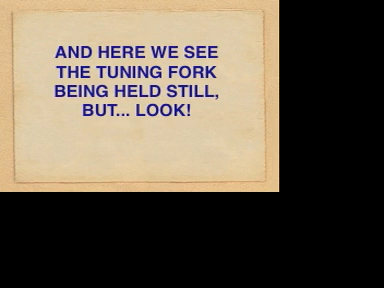 AND HERE WE SEE
THE TUNING FORK
BEING HELD STILL,
BUT... LOOK!